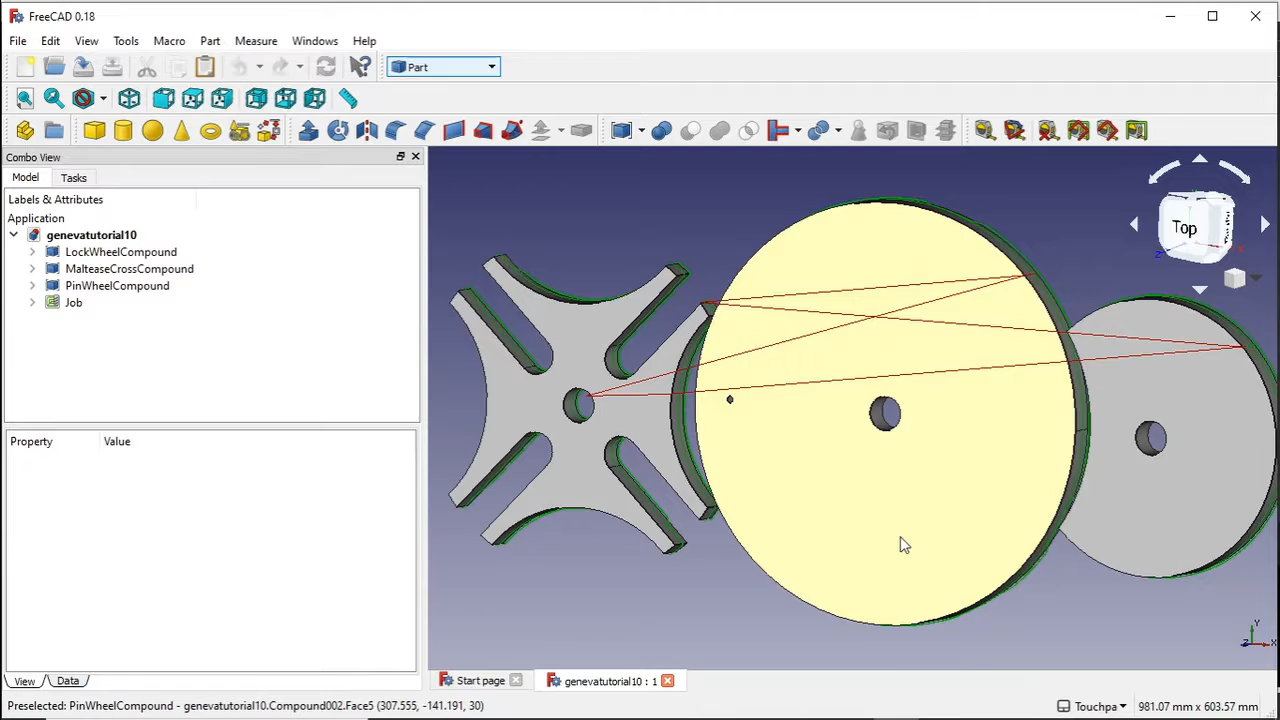 FreeCAD 0.18
File Edit View Tools Macro Part Measure Windows Help
Part
Combo View
Model Tasks
Labels & Attributes
Application
genevatutorial10
LockWheelCompound
MalteaseCrossCompound
PinWheelCompound
Job
Property Value
Top
Y
Z
X
View Data
Start page genevatutorial10 : 1
Preselected: PinWheelCompound - genevatutorial10.Compound002.Face5 (307.555, -141.191, 30) Touchpa 981.07 mm x 603.57 mm